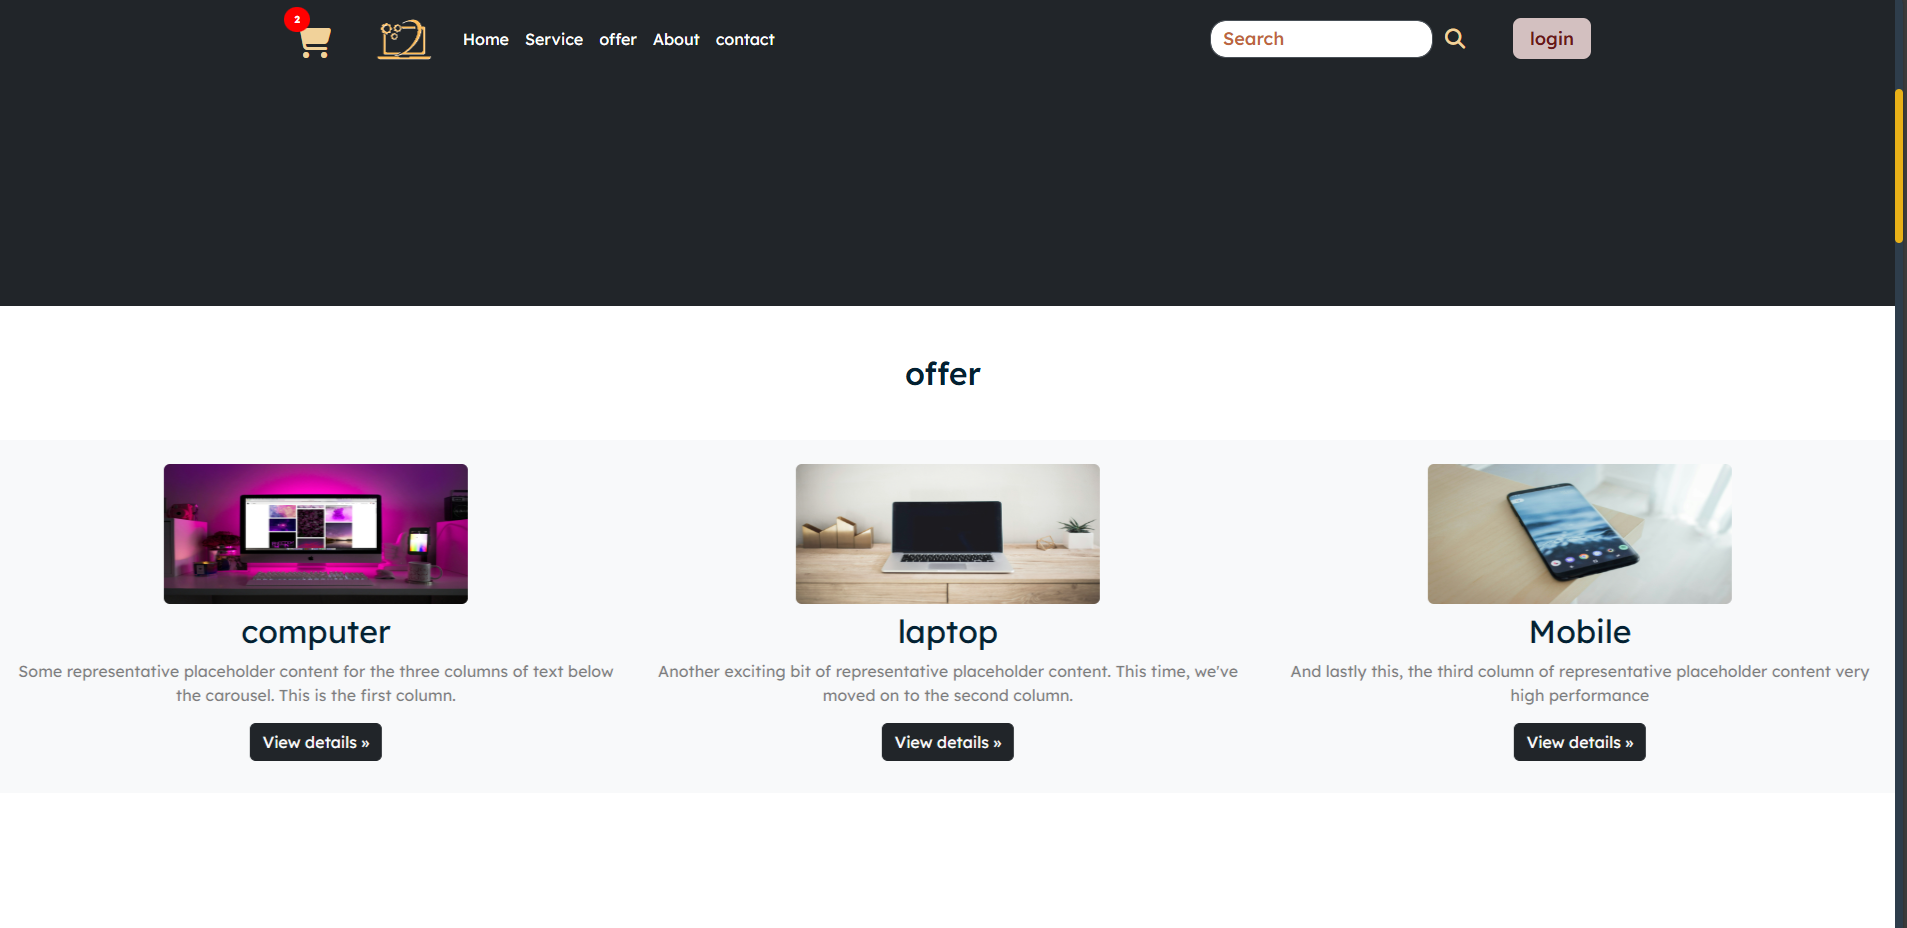 2
Home Service offer About contact
Search
login
offer
computer
Some representative placeholder content for the three columns of text below
the carousel. This is the first column.
View details »
laptop
Another exciting bit of representative placeholder content. This time, we've
moved on to the second column.
View details »
Mobile
And lastly this, the third column of representative placeholder content very
high performance
View details »